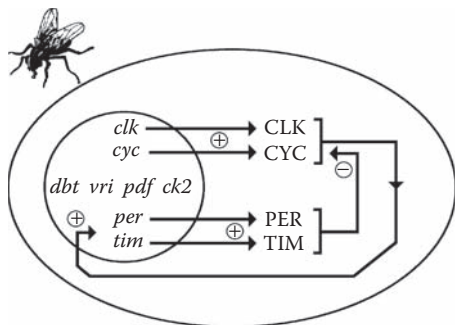 clk CLK
+
cyc CYC
−
dbt vri pdf ck2
+
per PER
+
tim TIM